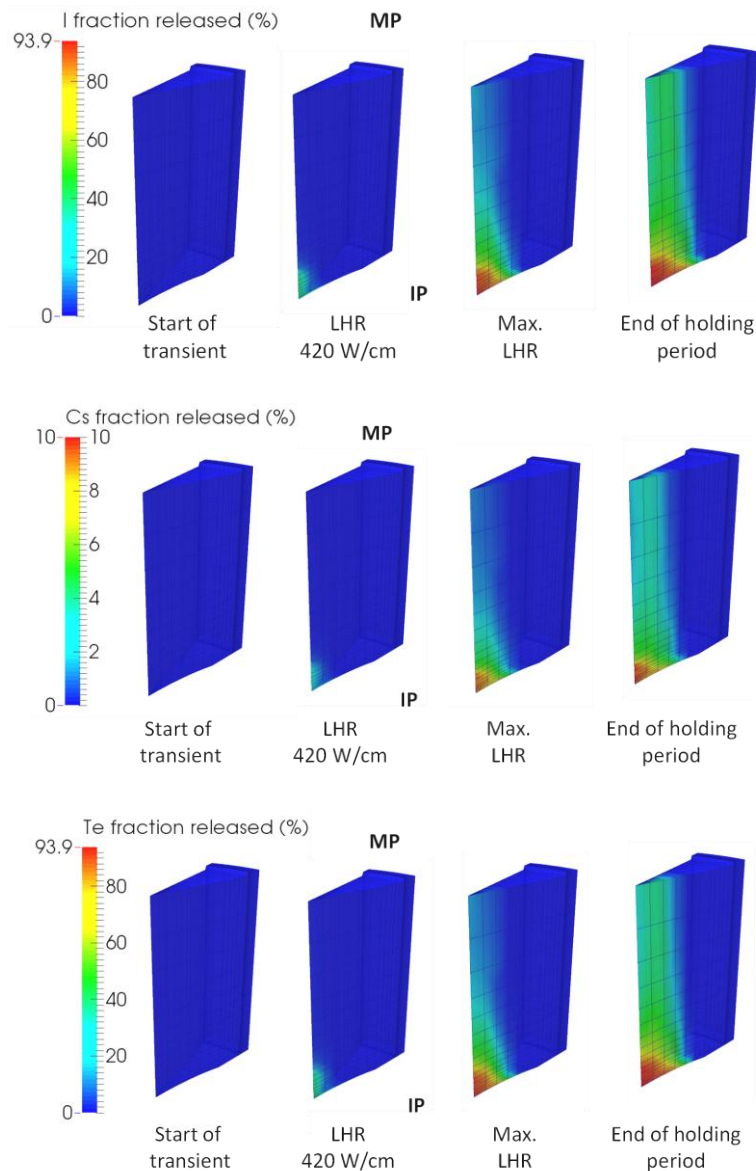 I fraction released (%)
MP
93.9
80
60
40
20
0
IP
Start of
transient
LHR
420 W/cm
Max.
LHR
End of holding
period
Cs fraction released (%)
MP
10 10
8
6
4
2
0
IP
Start of
transient
LHR
420 W/cm
Max.
LHR
End of holding
period
Te fraction released (%)
MP
93.9
80
60
40
20
0
IP
Start of
transient
LHR
420 W/cm
Max.
LHR
End of holding
period